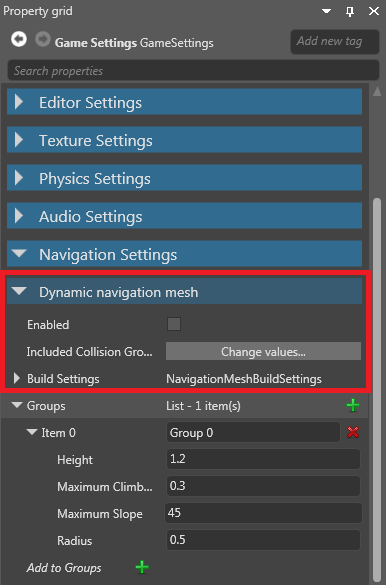 Property grid
Game Settings GameSettings Add new tag
Search properties
Editor Settings
Texture Settings
Physics Settings
Audio Settings
Navigation Settings
Dynamic navigation mesh
Enabled
Included Collision Gro... Change values...
Build Settings NavigationMeshBuildSettings
Groups List - 1 item(s)
Item 0 Group 0
Height 1.2
Maximum Climb... 0.3
Maximum Slope 45
Radius 0.5
Add to Groups